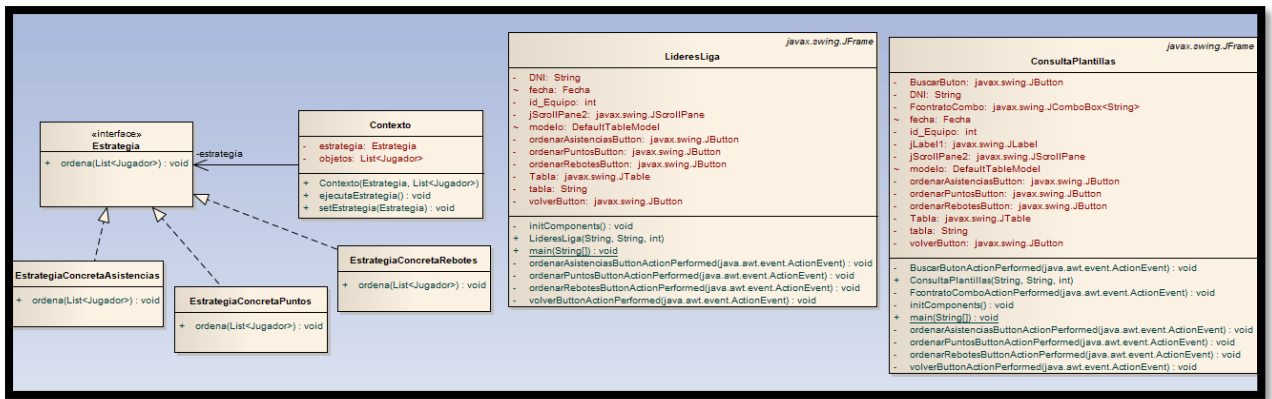 «interface»
Estrategia
+ ordena(List<Jugador>) : void
-estrategia
Contexto
- estrategia: Estrategia
- objetos: List<Jugador>
+ Contexto(Estrategia, List<Jugador>)
+ ejecutaEstrategia() : void
+ setEstrategia(Estrategia) : void
EstrategiaConcretaAsistencias
+ ordena(List<Jugador>) : void
EstrategiaConcretaPuntos
+ ordena(List<Jugador>) : void
EstrategiaConcretaRebotes
+ ordena(List<Jugador>) : void
javax.swing.JFrame
LideresLiga
- DNI: String
~ fecha: Fecha
- id_Equipo: int
- jScrollPane2: javax.swing.JScrollPane
~ modelo: DefaultTableModel
- ordenarAsistenciasButton: javax.swing.JButton
- ordenarPuntosButton: javax.swing.JButton
- ordenarRebotesButton: javax.swing.JButton
- Tabla: javax.swing.JTable
- tabla: String
- volverButton: javax.swing.JButton
- initComponents() : void
+ LideresLiga(String, String, int)
+ main(String[]) : void
- ordenarAsistenciasButtonActionPerformed(java.awt.event.ActionEvent) : void
- ordenarPuntosButtonActionPerformed(java.awt.event.ActionEvent) : void
- ordenarRebotesButtonActionPerformed(java.awt.event.ActionEvent) : void
- volverButtonActionPerformed(java.awt.event.ActionEvent) : void
javax.swing.JFrame
ConsultaPlantillas
- BuscarButon: javax.swing.JButton
- DNI: String
- FcontratoCombo: javax.swing.JComboBox<String>
~ fecha: Fecha
- id_Equipo: int
- jLabel1: javax.swing.JLabel
- jScrollPane2: javax.swing.JScrollPane
~ modelo: DefaultTableModel
- ordenarAsistenciasButton: javax.swing.JButton
- ordenarPuntosButton: javax.swing.JButton
- ordenarRebotesButton: javax.swing.JButton
- Tabla: javax.swing.JTable
- tabla: String
- volverButton: javax.swing.JButton
- BuscarButonActionPerformed(java.awt.event.ActionEvent) : void
+ ConsultaPlantillas(String, String, int)
- FcontratoComboActionPerformed(java.awt.event.ActionEvent) : void
- initComponents() : void
+ main(String[]) : void
- ordenarAsistenciasButtonActionPerformed(java.awt.event.ActionEvent) : void
- ordenarPuntosButtonActionPerformed(java.awt.event.ActionEvent) : void
- ordenarRebotesButtonActionPerformed(java.awt.event.ActionEvent) : void
- volverButtonActionPerformed(java.awt.event.ActionEvent) : void